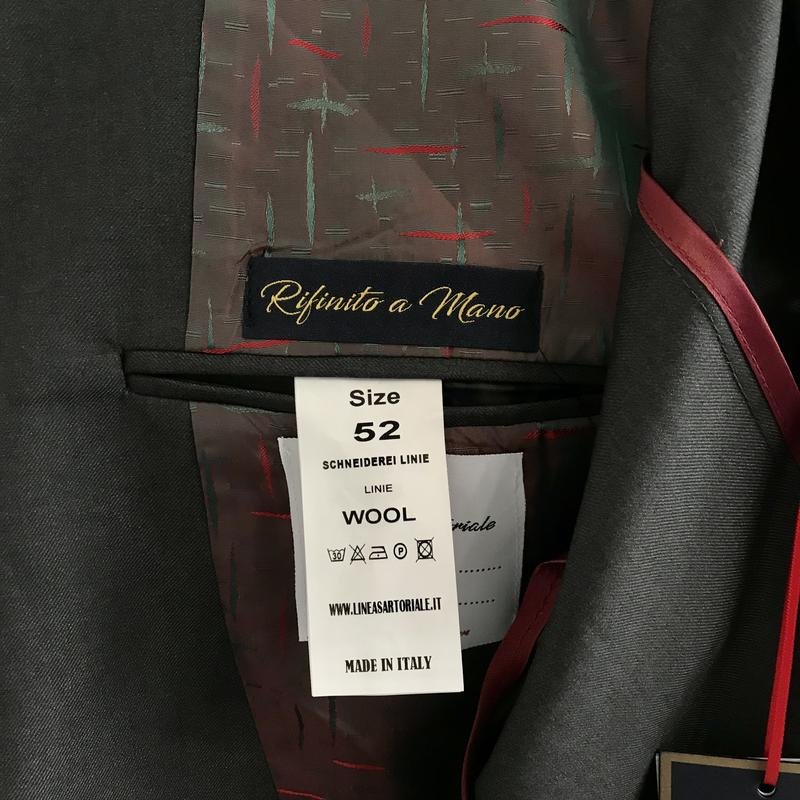 Rifinito a Mano
Size
52
SCHNEIDEREI LINIE
LINIE
WOOL
30
P
WWW.LINEASARTORIALE.IT
MADE IN ITALY